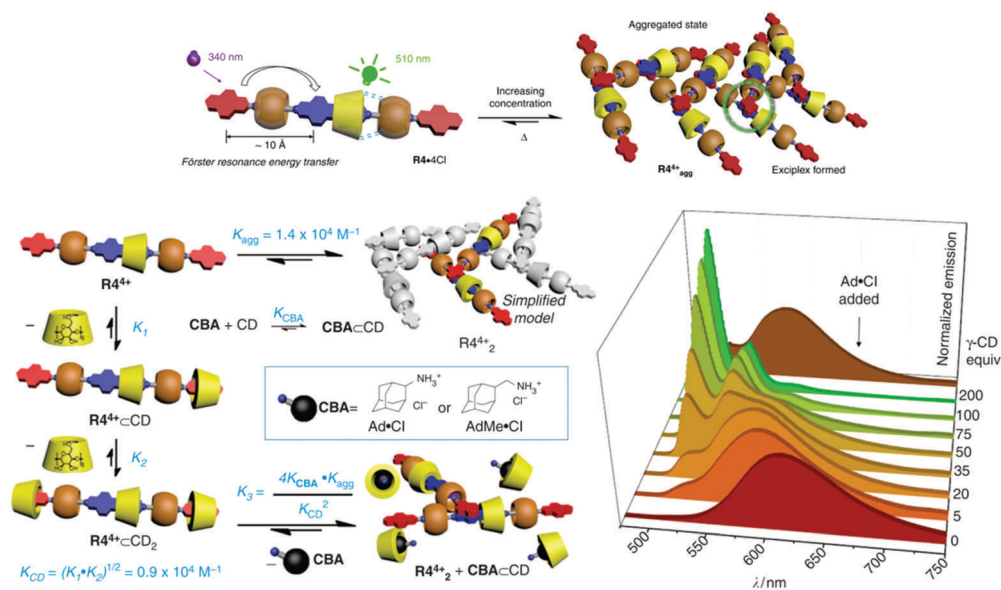 Aggregated state
340 nm
510 nm
Increasing
concentration
Δ
~ 10 Å
Förster resonance energy transfer
R4•4Cl
R4⁴⁺agg
Exciplex formed
Kagg = 1.4 x 10⁴ M⁻¹
R4⁴⁺
Simplified
model
R4⁴⁺₂
– K₁
CBA + CD KCBA CBA⊂CD
R4⁴⁺⊂CD
CBA=
NH₃⁺
Cl⁻
or
NH₃⁺
Cl⁻
Ad•Cl AdMe•Cl
– K₂
R4⁴⁺⊂CD₂
K₃ = 4KCBA •Kagg
KCD²
– CBA
R4⁴⁺₂ + CBA⊂CD
KCD = (K₁•K₂)¹/² = 0.9 x 10⁴ M⁻¹
Normalized emission
Ad•Cl
added
γ-CD
equiv
200
100
75
50
35
20
5
0
500
550
600
650
700
750
λ/nm